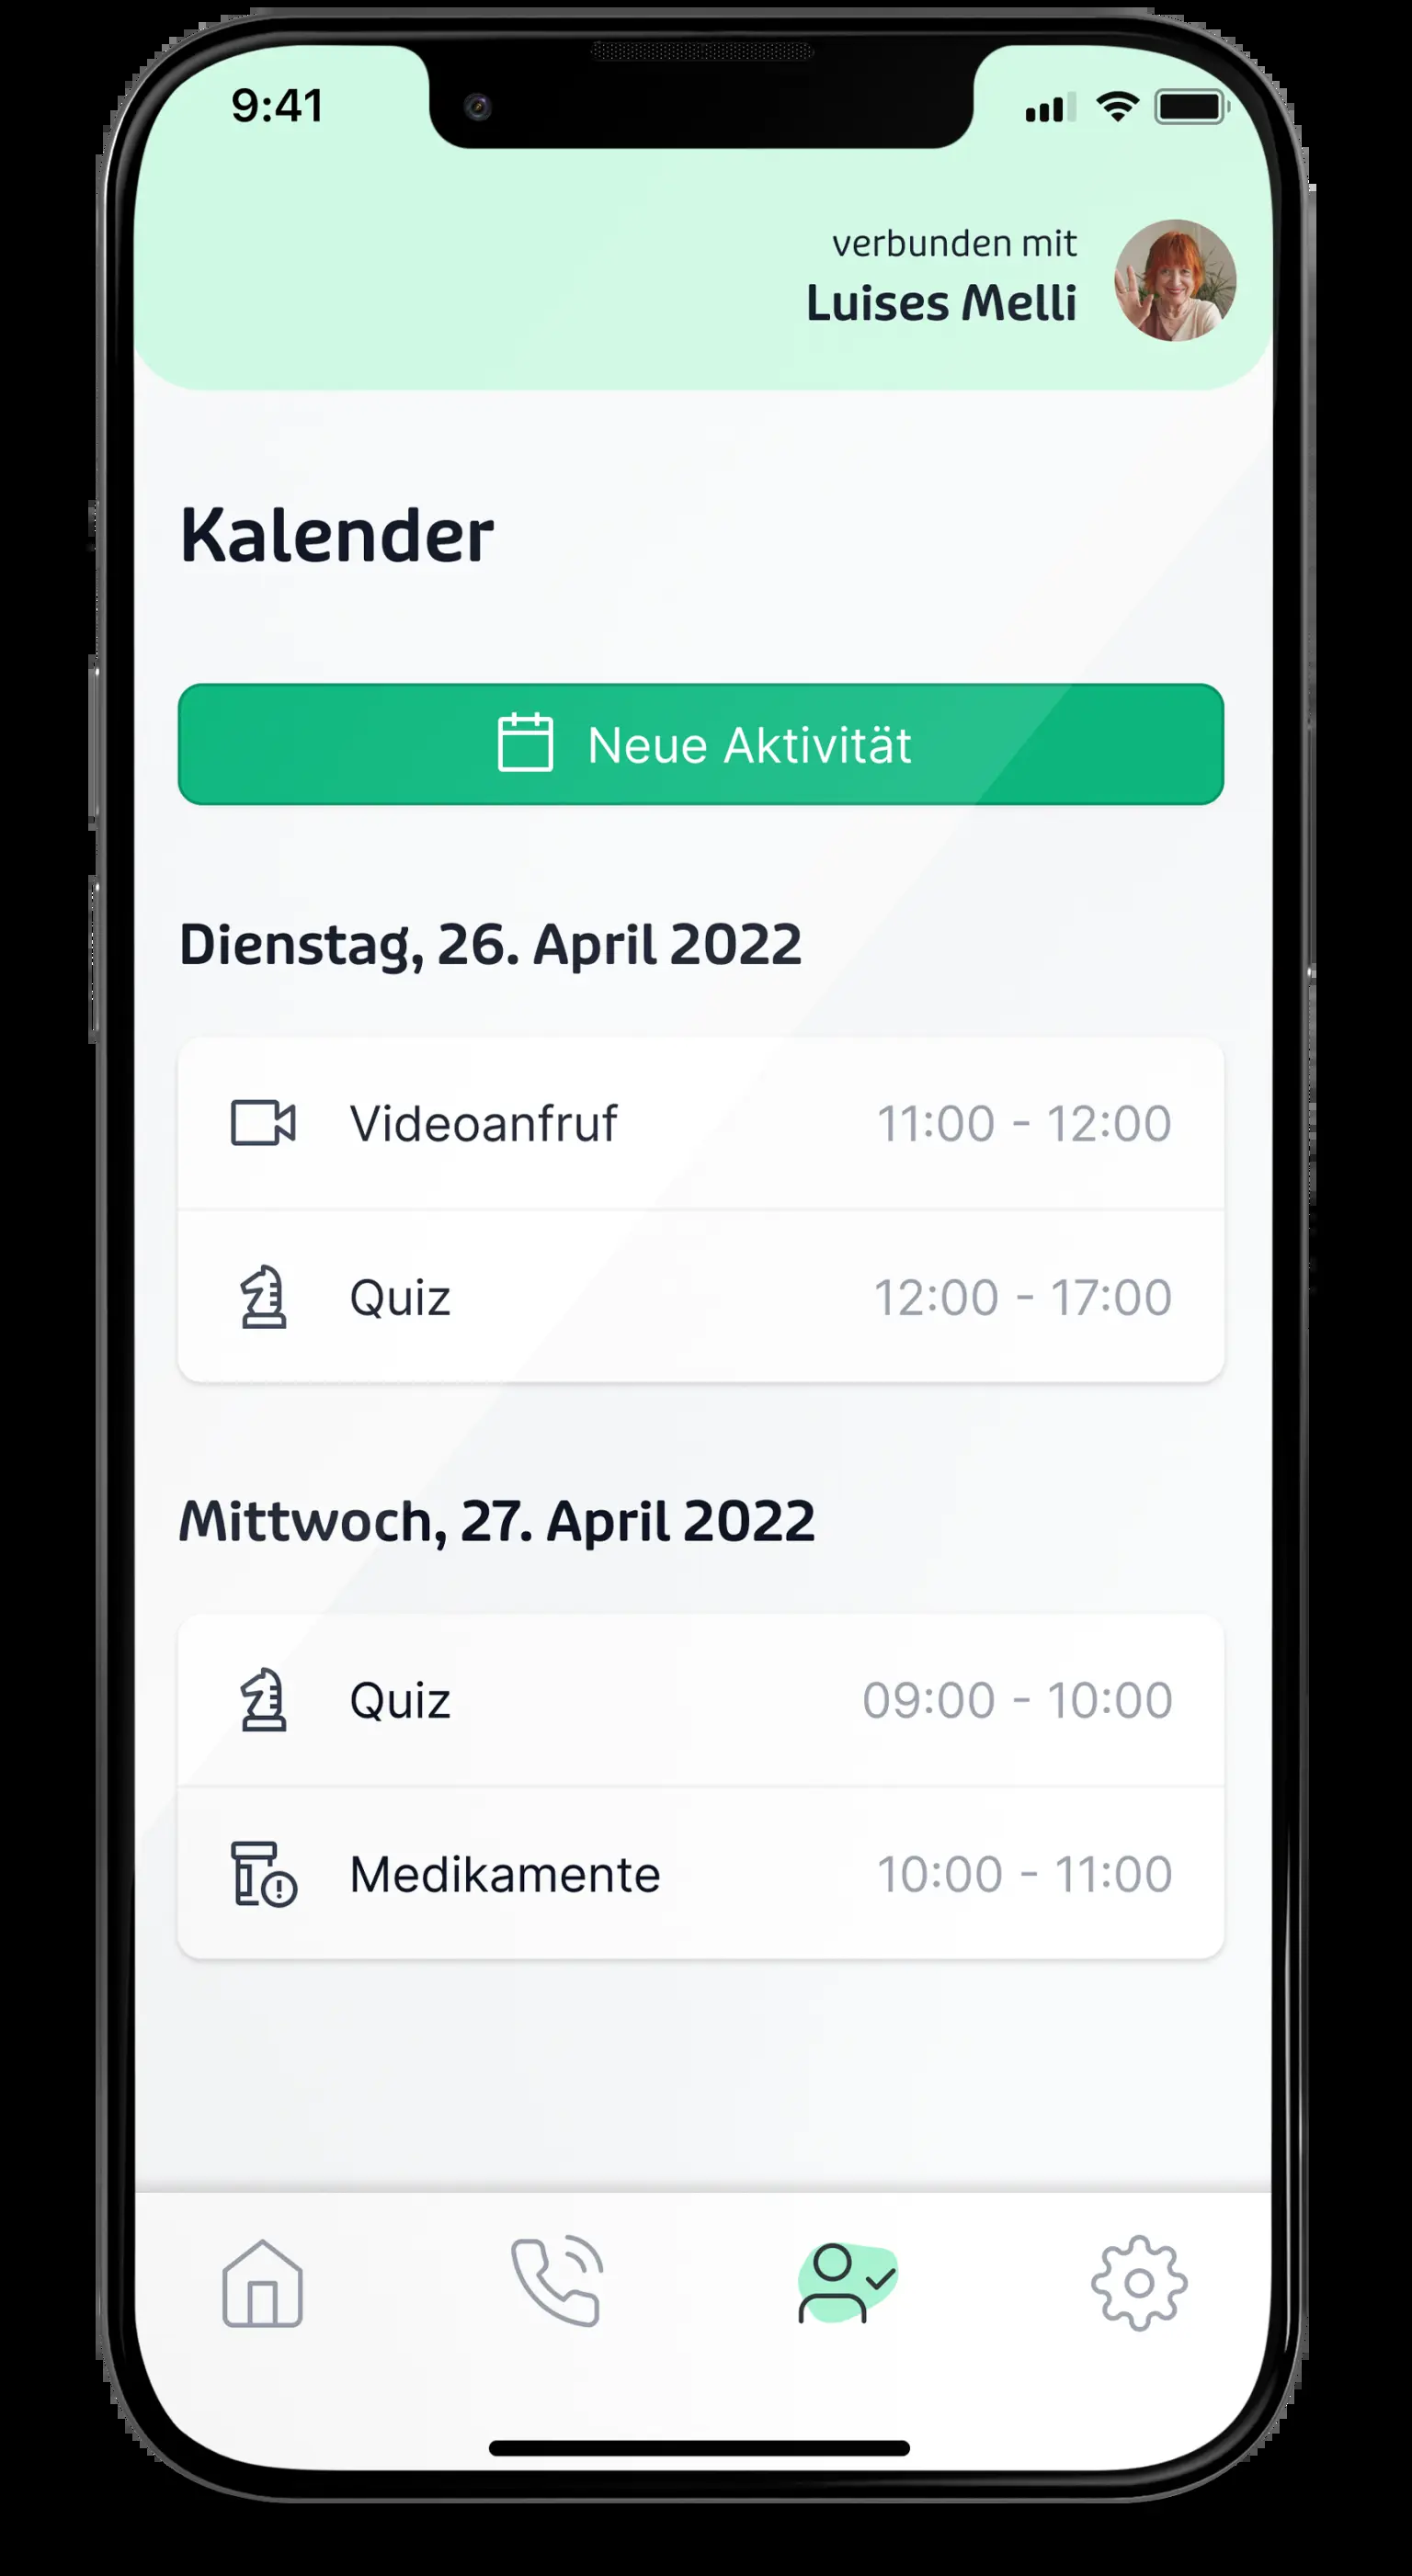 9:41
verbunden mit
Luises Melli
Kalender
Neue Aktivität
Dienstag, 26. April 2022
Videoanfruf 11:00 - 12:00
Quiz 12:00 - 17:00
Mittwoch, 27. April 2022
Quiz 09:00 - 10:00
Medikamente 10:00 - 11:00